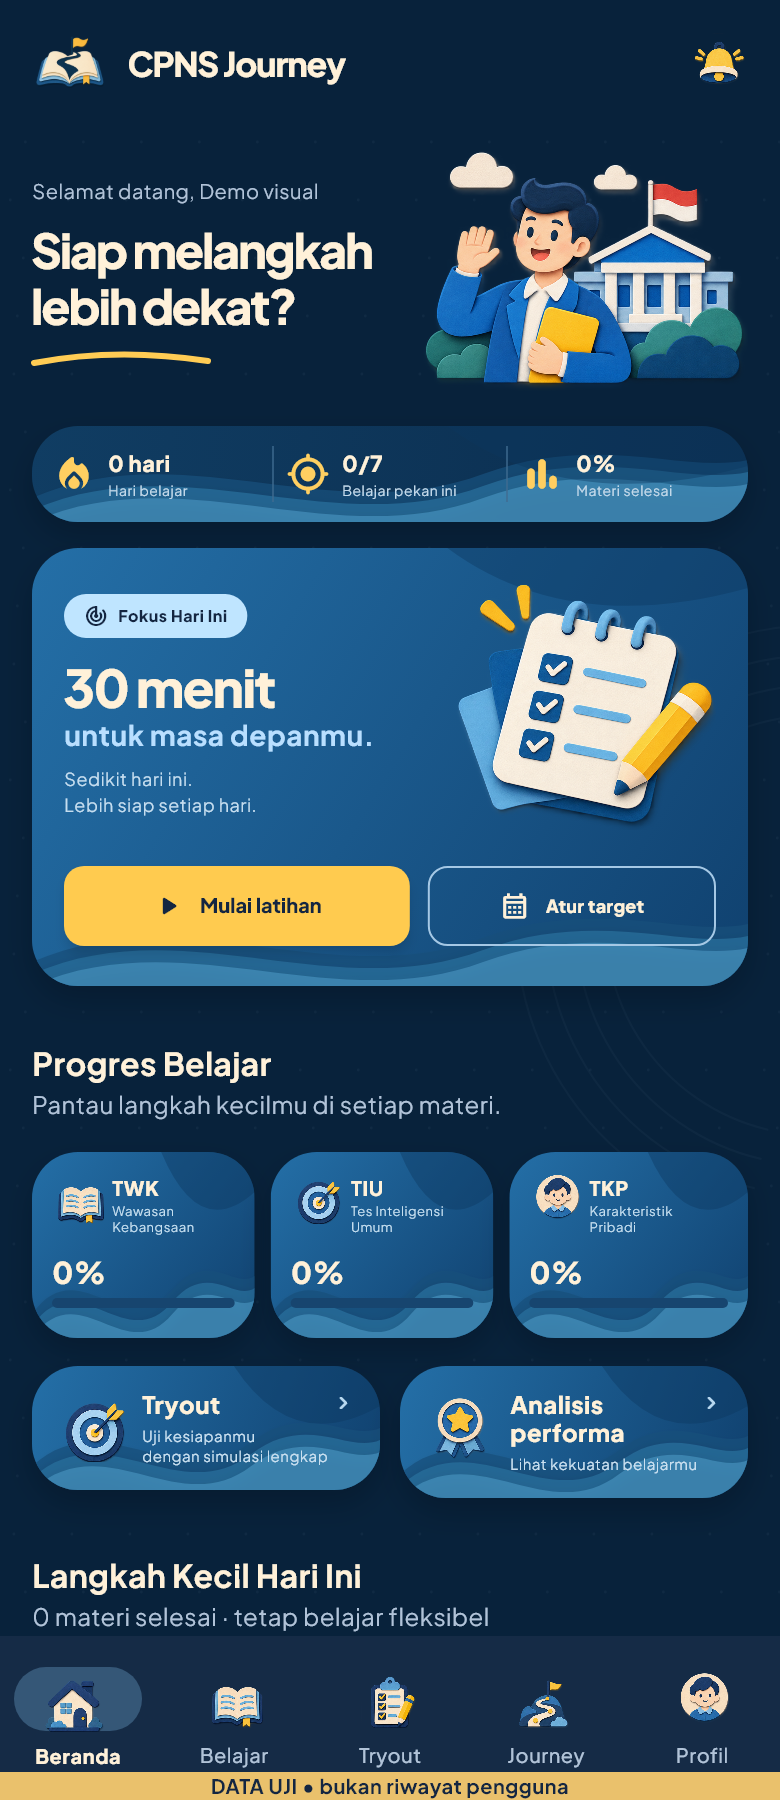 CPNS Journey
Selamat datang, Demo visual
Siap melangkah
lebih dekat?
0 hari
Hari belajar
0/7
Belajar pekan ini
0%
Materi selesai
Fokus Hari Ini
30 menit
untuk masa depanmu.
Sedikit hari ini.
Lebih siap setiap hari.
Mulai latihan
Atur target
Progres Belajar
Pantau langkah kecilmu di setiap materi.
TWK
Wawasan
Kebangsaan
0%
TIU
Tes Inteligensi
Umum
0%
TKP
Karakteristik
Pribadi
0%
Tryout
Uji kesiapanmu
dengan simulasi lengkap
Analisis
performa
Lihat kekuatan belajarmu
Langkah Kecil Hari Ini
0 materi selesai · tetap belajar fleksibel
Beranda
Belajar
Tryout
Journey
Profil
DATA UJI • bukan riwayat pengguna